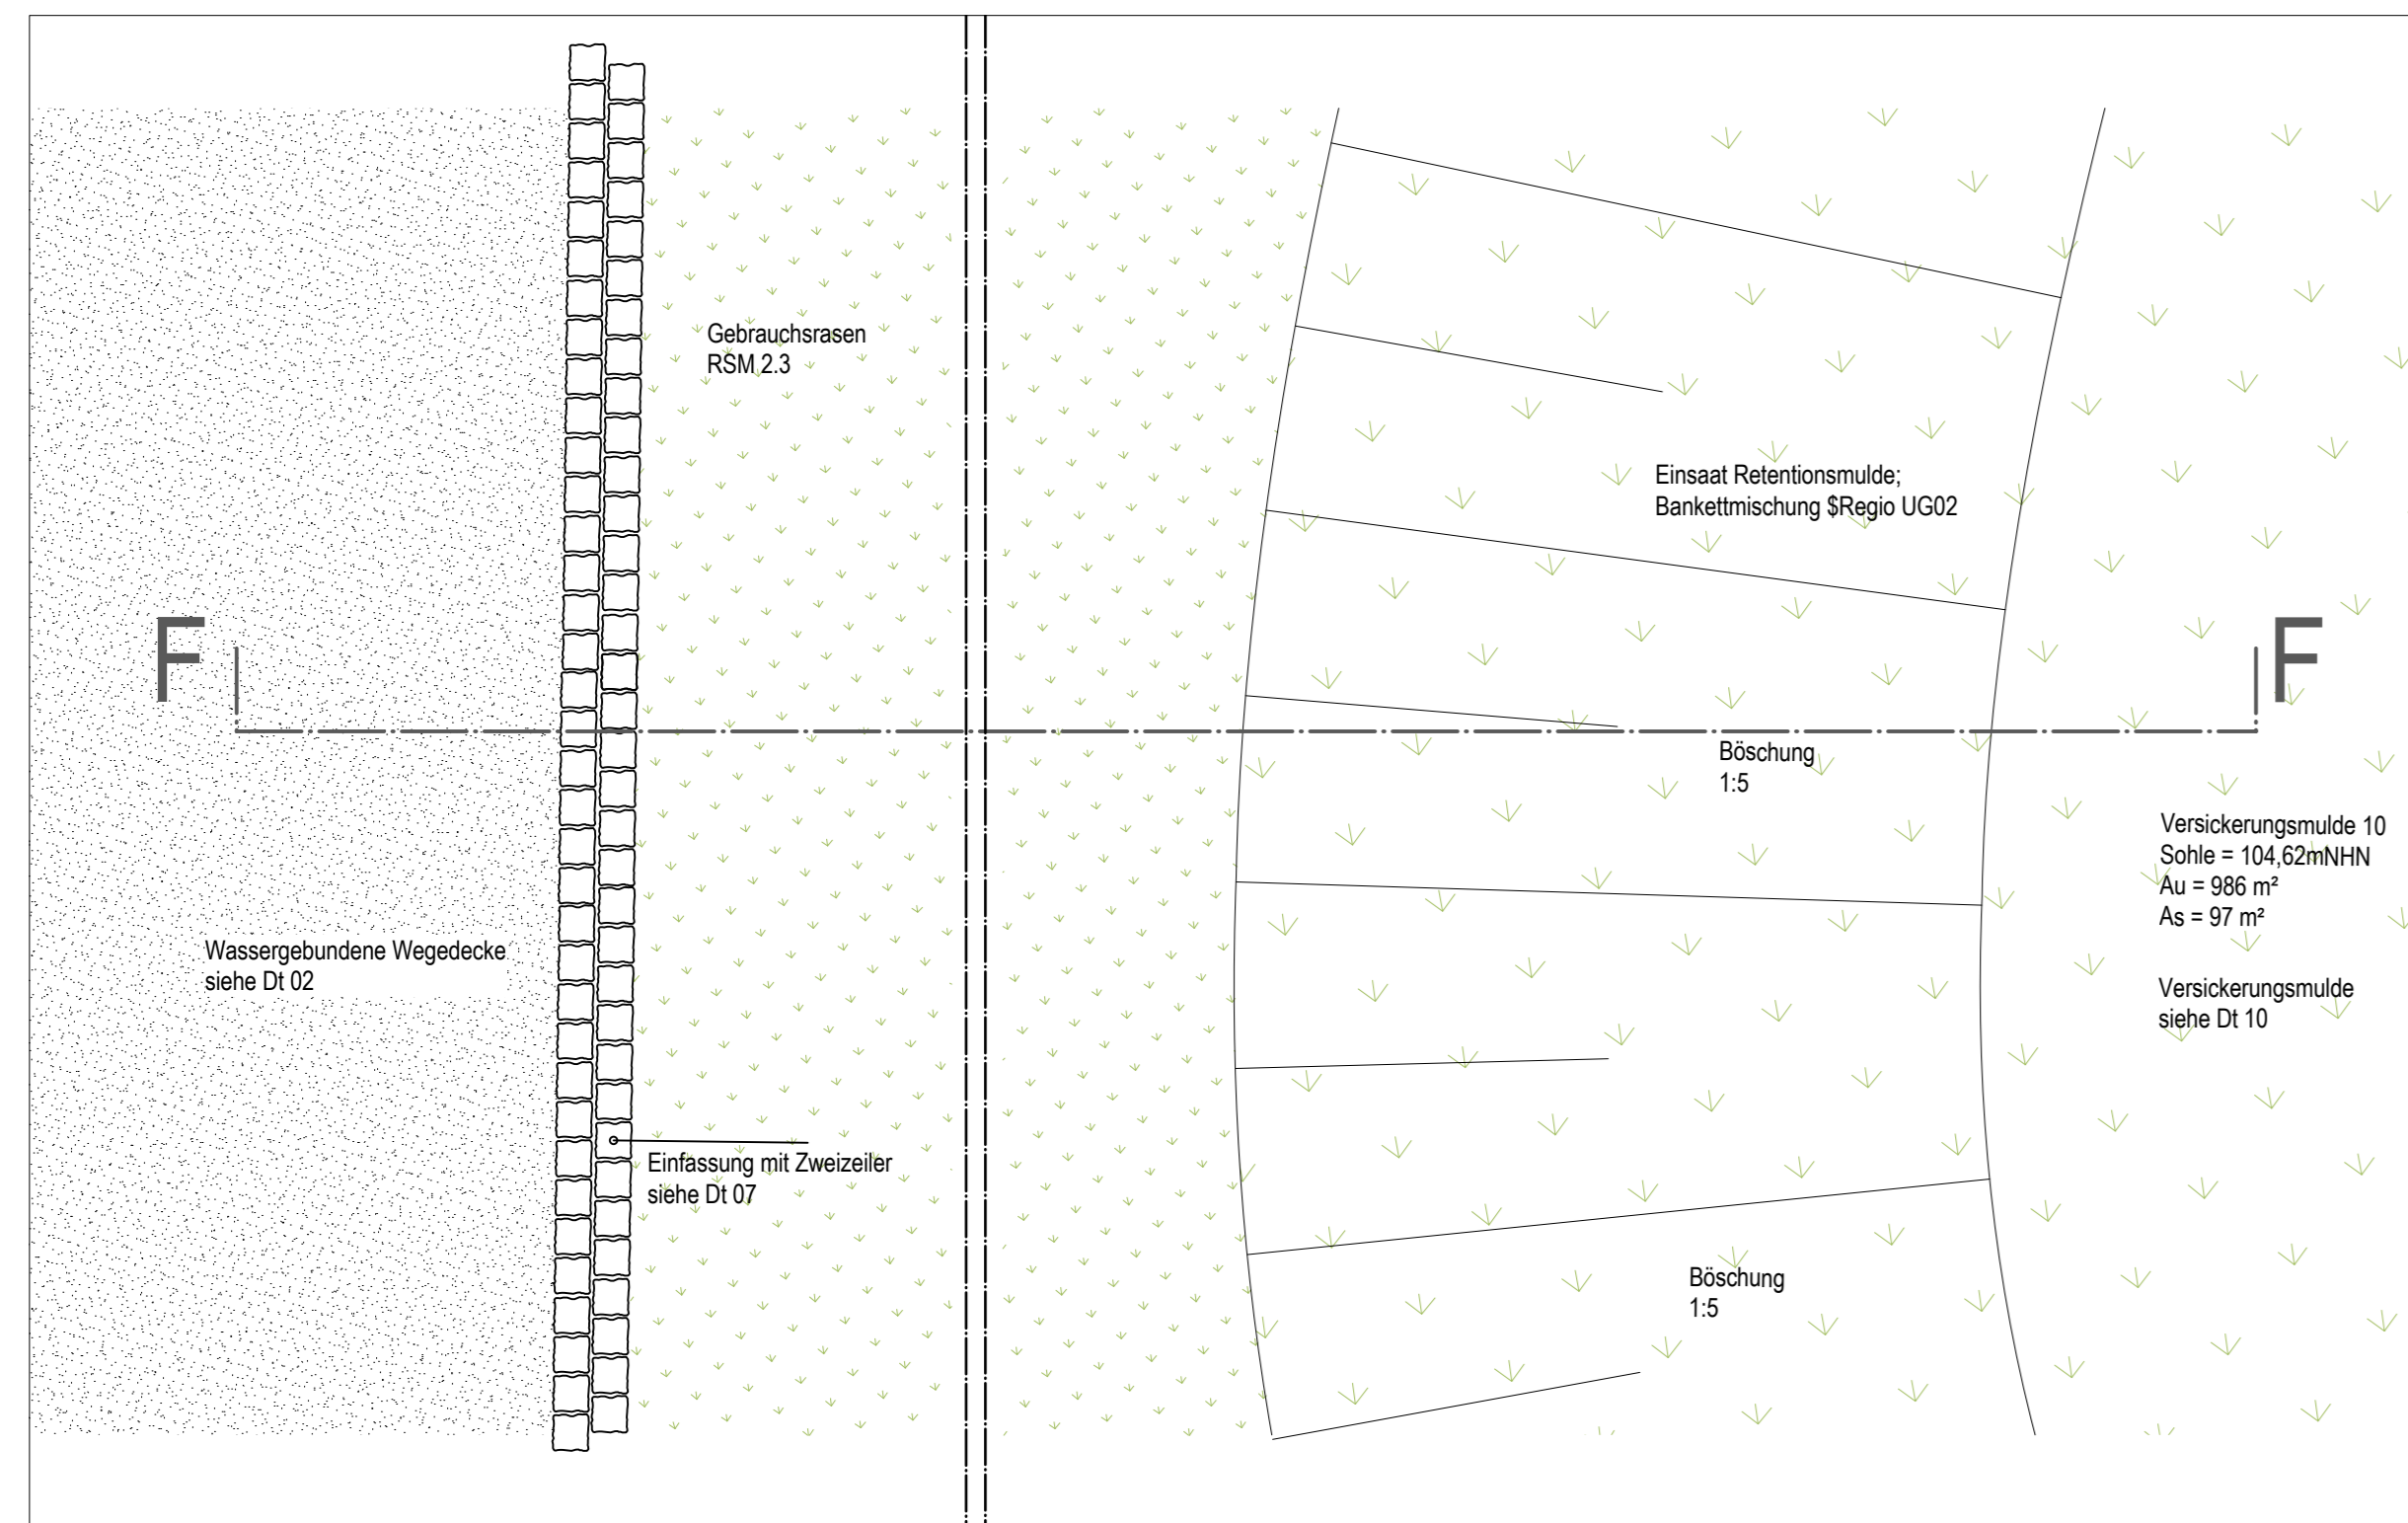 Gebrauchsrasen
RSM 2.3
Einsaat Retentionsmulde;
Bankettmischung $Regio UG02
F
F
Böschung
1:5
Versickerungsmulde 10
Sohle = 104,62mNHN
Au = 986 m²
As = 97 m²
Wassergebundene Wegedecke
siehe Dt 02
Versickerungsmulde
siehe Dt 10
Einfassung mit Zweizeiler
siehe Dt 07
Böschung
1:5